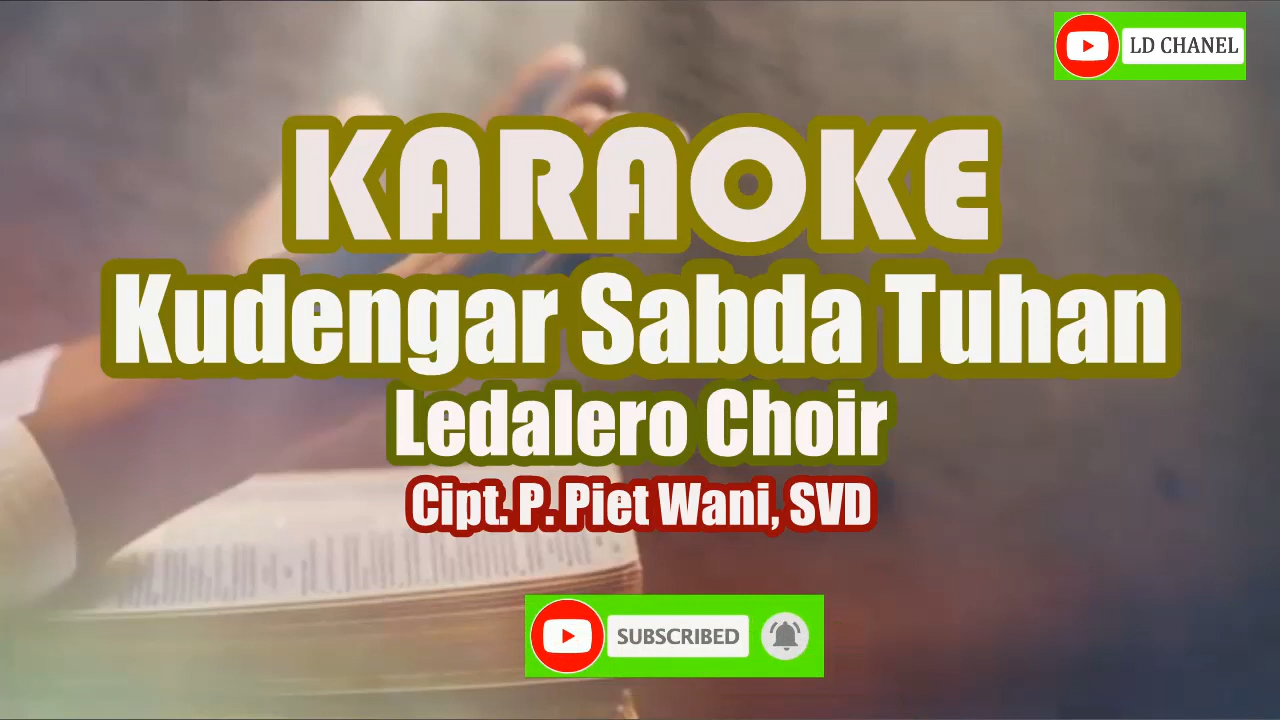 LD CHANEL
KARAOKE
Kudengar Sabda Tuhan
Ledalero Choir
Cipt. P. Piet Wani, SVD
SUBSCRIBED